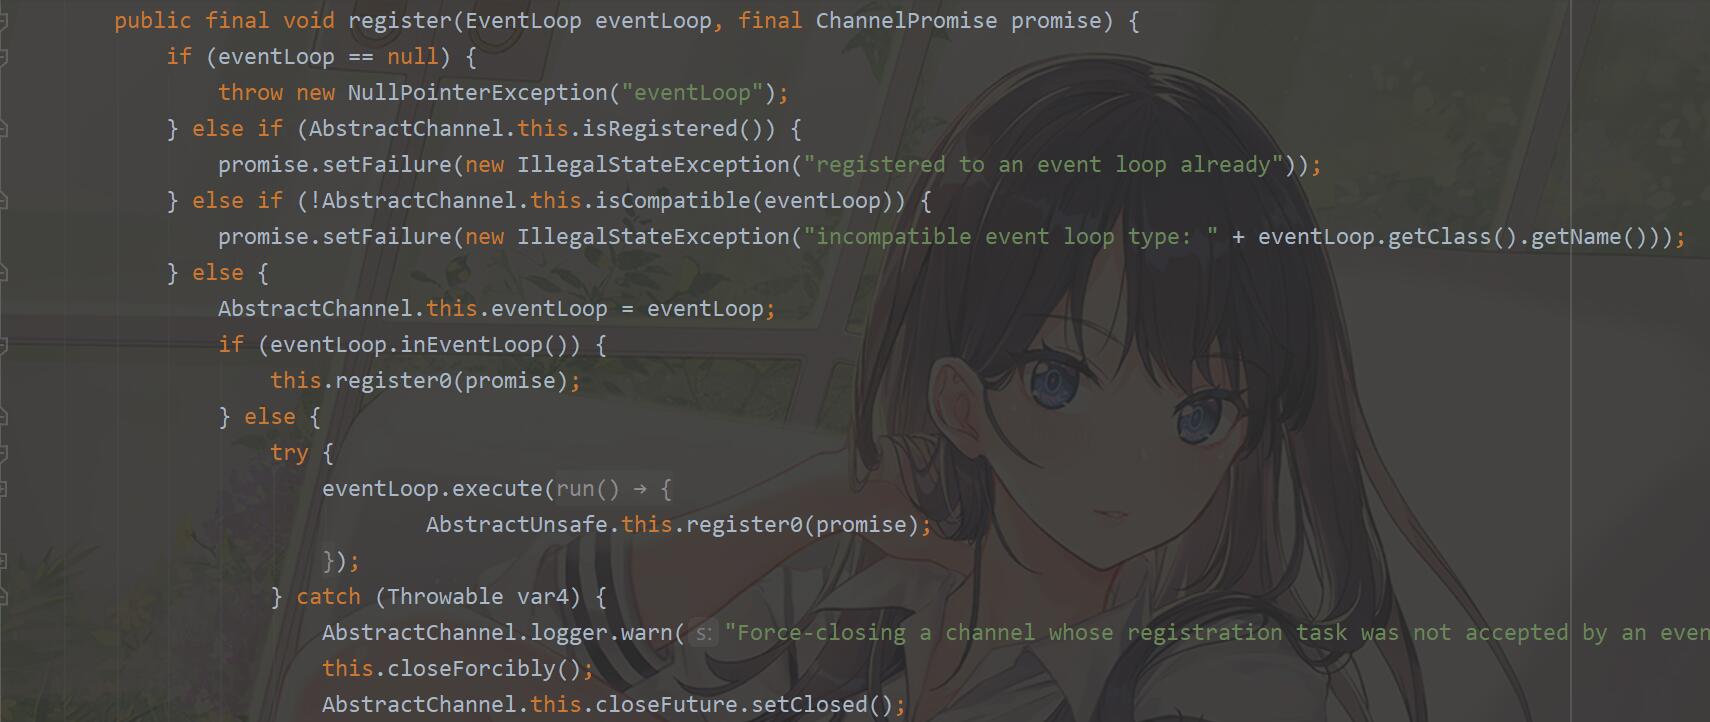 public final void register(EventLoop eventLoop, final ChannelPromise promise) {
if (eventLoop == null) {
throw new NullPointerException("eventLoop");
} else if (AbstractChannel.this.isRegistered()) {
promise.setFailure(new IllegalStateException("registered to an event loop already"));
} else if (!AbstractChannel.this.isCompatible(eventLoop)) {
promise.setFailure(new IllegalStateException("incompatible event loop type: " + eventLoop.getClass().getName()));
} else {
AbstractChannel.this.eventLoop = eventLoop;
if (eventLoop.inEventLoop()) {
this.register0(promise);
} else {
try {
eventLoop.execute(run() → {
AbstractUnsafe.this.register0(promise);
});
} catch (Throwable var4) {
AbstractChannel.logger.warn( s: "Force-closing a channel whose registration task was not accepted by an even
this.closeForcibly();
AbstractChannel.this.closeFuture.setClosed();